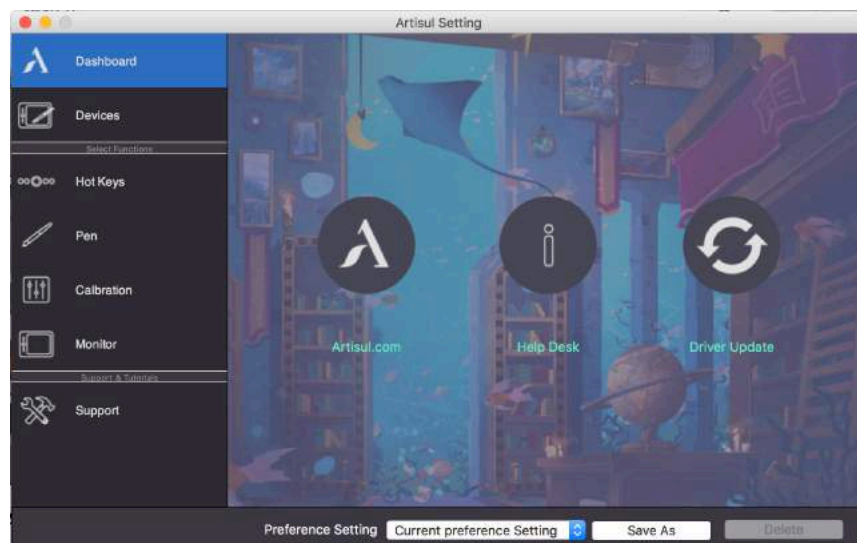 Artisul Setting
Dashboard
Devices
Select Functions
Hot Keys
Pen
Calbration
Monitor
Support & Tutorials
Support
Artisul.com
Help Desk
Driver Update
Preference Setting
Current preference Setting
Save As
Delete